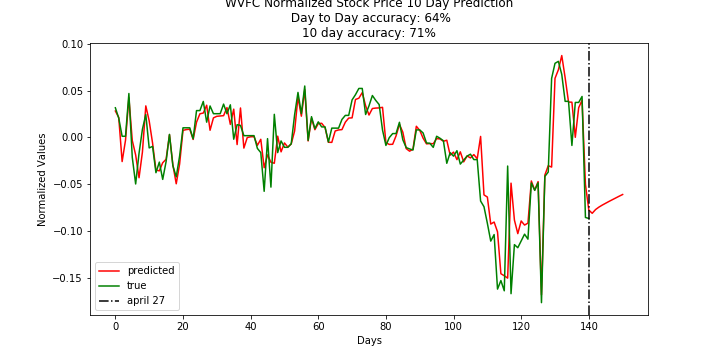 WVFC Normalized Stock Price 10 Day Prediction
Day to Day accuracy: 64%
10 day accuracy: 71%
0.10
0.05
0.00
−0.05
−0.10
−0.15
Normalized Values
predicted
true
april 27
0
20
40
60
80
100
120
140
Days